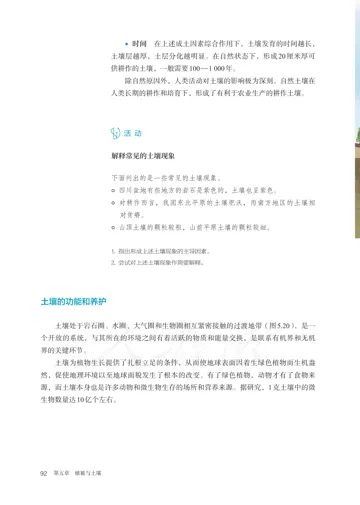 • 时间 在上述成土因素综合作用下，土壤发育的时间越长，
土壤层越厚，土层分化越明显。在自然状态下，形成20厘米厚可
供耕作的土壤，一般需要100—1 000年。
除自然原因外，人类活动对土壤的影响极为深刻。自然土壤在
人类长期的耕作和培育下，形成了有利于农业生产的耕作土壤。
活动
解释常见的土壤现象
下面列出的是一些常见的土壤现象。
四川盆地有些地方的岩石是紫色的，土壤也呈紫色。
对耕作而言，我国东北平原的土壤肥沃，而南方地区的土壤相
对贫瘠。
山顶土壤的颗粒较粗，山前平原土壤的颗粒较细。
1. 指出形成上述土壤现象的主导因素。
2. 尝试对上述土壤现象作简要解释。
土壤的功能和养护
土壤处于岩石圈、水圈、大气圈和生物圈相互紧密接触的过渡地带（图5.20），是一
个开放的系统，与其所在的环境之间有着活跃的物质和能量交换，是联系有机界和无机
界的关键环节。
土壤为植物生长提供了扎根立足的条件，从而使地球表面因着生绿色植物而生机盎
然，促使地理环境以至地球面貌发生了根本的改变。有了绿色植物，动物才有了食物来
源，而土壤本身也是许多动物和微生物生存的场所和营养来源。据研究，1克土壤中的微
生物数量达10亿个左右。
92 第五章 植被与土壤